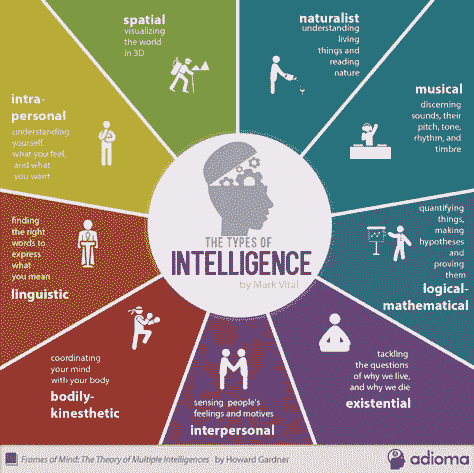 spatial
visualizing
the world
in 3D
naturalist
understanding
living
things and
reading
nature
musical
discerning
sounds, their
pitch, tone,
rhythm, and
timbre
quantifying
things,
making
hypotheses
and
proving
them
logical-
mathematical
tackling
the questions
of why we live,
and why we die
existential
sensing people's
feelings and motives
interpersonal
coordinating
your mind
with your body
bodily-
kinesthetic
finding
the right
words to
express
what
you mean
linguistic
intra-
personal
understanding
yourself,
what you feel,
and what
you want
THE TYPES OF
INTELLIGENCE
by Mark Vital
Frames of Mind: The Theory of Multiple Intelligences by Howard Gardner
adioma